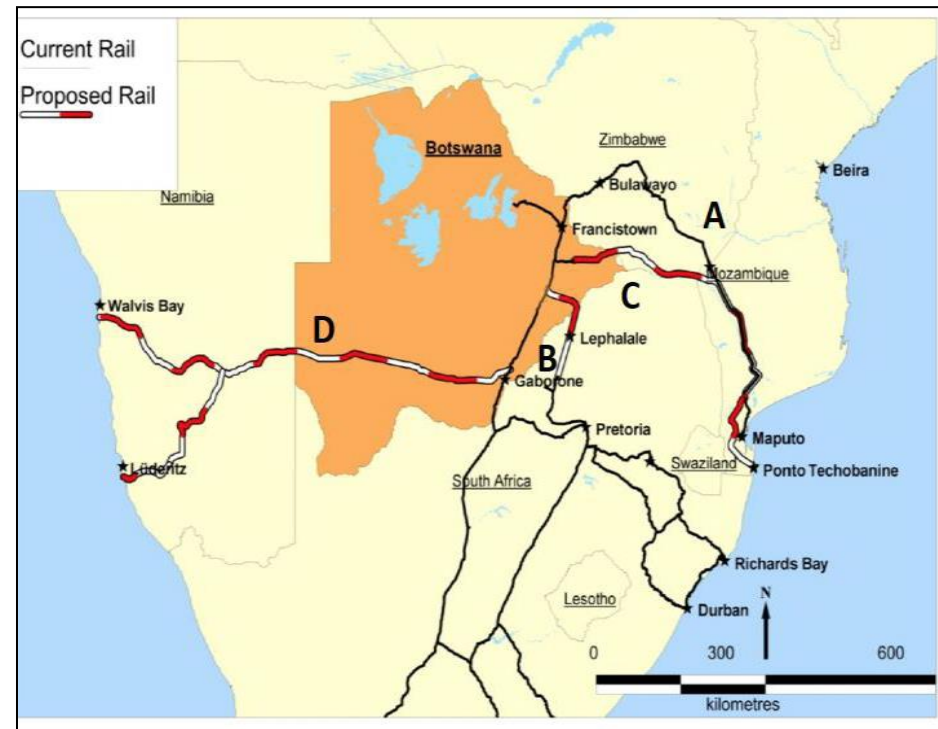 Current Rail
Proposed Rail
Botswana
Zimbabwe
Beira
Bulawayo
Namibia
A
Francistown
Mozambique
C
Walvis Bay
D
Lephalale
B
Gaborone
Pretoria
Maputo
Lüderitz
Swaziland
Ponto Techobanine
South Africa
Richards Bay
Lesotho
N
Durban
0 300 600
kilometres